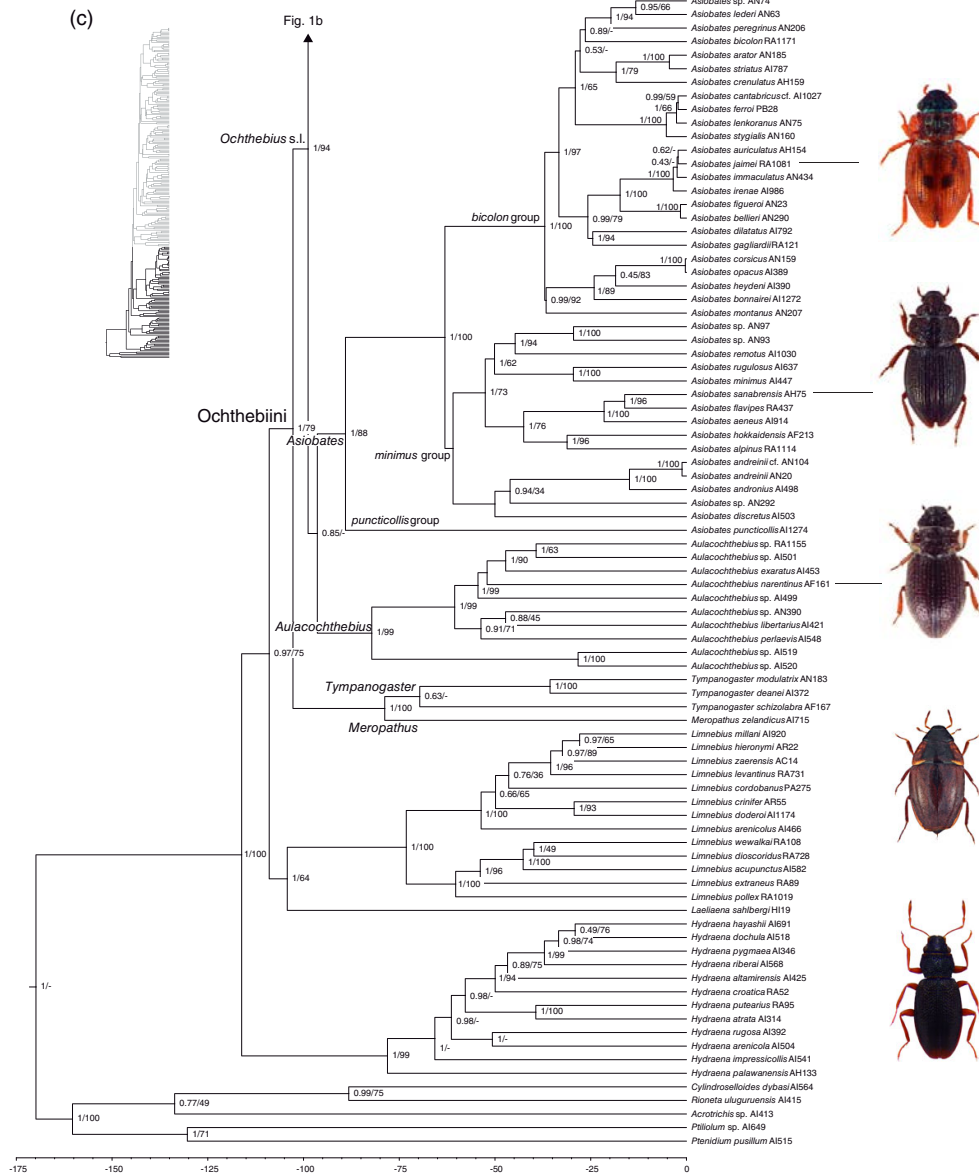 (c)
Fig. 1b
Ochthebius s.l.
1/94
Ochthebiini
1/79
Asiobates
1/88
0.85/-
0.97/75
bicolon group
minimus group
puncticollis group
Aulacochthebius
Tympanogaster
Meropathus
Asiobates sp. AN74
0.95/66
Asiobates lederi AN63
1/94
Asiobates peregrinus AN206
0.89/-
Asiobates bicolon RA1171
0.53/-
Asiobates arator AN185
1/100
Asiobates striatus AI787
1/79
Asiobates crenulatus AH159
1/65
Asiobates cantabricus cf. AI1027
0.99/59
Asiobates ferroi PB28
1/66
Asiobates lenkoranus AN75
1/100
Asiobates stygialis AN160
1/97
Asiobates auriculatus AH154
0.62/-
Asiobates jaimei RA1081
0.43/-
Asiobates immaculatus AN434
1/100
Asiobates irenae AI986
1/100
Asiobates figueroi AN23
1/100
Asiobates bellieri AN290
0.99/79
Asiobates dilatatus AI792
1/94
Asiobates gagliardii RA121
1/100
Asiobates corsicus AN159
1/100
Asiobates opacus AI389
0.45/83
Asiobates heydeni AI390
1/89
Asiobates bonnairei AI1272
0.99/92
Asiobates montanus AN207
1/100
Asiobates sp. AN97
1/100
Asiobates sp. AN93
1/94
Asiobates remotus AI1030
1/62
Asiobates rugulosus AI637
1/100
Asiobates minimus AI447
1/73
Asiobates sanabrensis AH75
1/96
Asiobates flavipes RA437
1/100
Asiobates aeneus AI914
1/76
Asiobates hokkaidensis AF213
1/96
Asiobates alpinus RA1114
Asiobates andreinii cf. AN104
1/100
Asiobates andreinii AN20
1/100
Asiobates andronius AI498
0.94/34
Asiobates sp. AN292
Asiobates discretus AI503
Asiobates puncticollis AI1274
Aulacochthebius sp. RA1155
1/63
Aulacochthebius sp. AI501
1/90
Aulacochthebius exaratus AI453
Aulacochthebius narentinus AF161
1/99
Aulacochthebius sp. AI499
1/99
Aulacochthebius sp. AN390
0.88/45
Aulacochthebius libertarius AI421
0.91/71
Aulacochthebius perlaevis AI548
1/99
Aulacochthebius sp. AI519
1/100
Aulacochthebius sp. AI520
Tympanogaster modulatrix AN183
1/100
Tympanogaster deanei AI372
0.63/-
Tympanogaster schizolabra AF167
1/100
Meropathus zelandicus AI715
Limnebius millani AI920
0.97/65
Limnebius hieronymi AR22
0.97/89
Limnebius zaerensis AC14
1/96
Limnebius levantinus RA731
0.76/36
Limnebius cordobanus PA275
0.66/65
Limnebius crinifer AR55
1/93
Limnebius doderoi AI1174
1/100
Limnebius arenicolus AI466
1/100
Limnebius wewalkai RA108
1/49
Limnebius dioscoridus RA728
1/100
Limnebius acupunctus AI582
1/96
Limnebius extraneus RA89
1/100
Limnebius pollex RA1019
1/64
Laeliaena sahlbergi HI19
1/100
Hydraena hayashii AI691
0.49/76
Hydraena dochula AI518
0.98/74
Hydraena pygmaea AI346
1/99
Hydraena riberai AI568
0.89/75
Hydraena altamirensis AI425
1/94
Hydraena croatica RA52
0.98/-
Hydraena putearius RA95
1/100
Hydraena atrata AI314
0.98/-
Hydraena rugosa AI392
1/-
Hydraena arenicola AI504
1/-
Hydraena impressicollis AI541
1/99
Hydraena palawanensis AH133
1/-
Cylindroselloides dybasi AI564
0.99/75
Rioneta uluguruensis AI415
0.77/49
Acrotrichis sp. AI413
1/100
Ptiliolum sp. AI649
1/71
Ptenidium pusillum AI515
-175 -150 -125 -100 -75 -50 -25 0